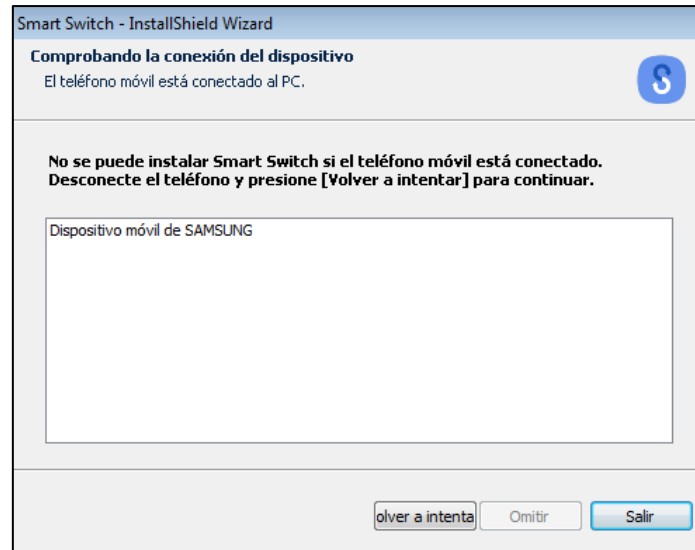 Smart Switch - InstallShield Wizard
Comprobando la conexión del dispositivo
El teléfono móvil está conectado al PC.
No se puede instalar Smart Switch si el teléfono móvil está conectado.
Desconecte el teléfono y presione [Volver a intentar] para continuar.
Dispositivo móvil de SAMSUNG
olver a intenta
Omitir
Salir